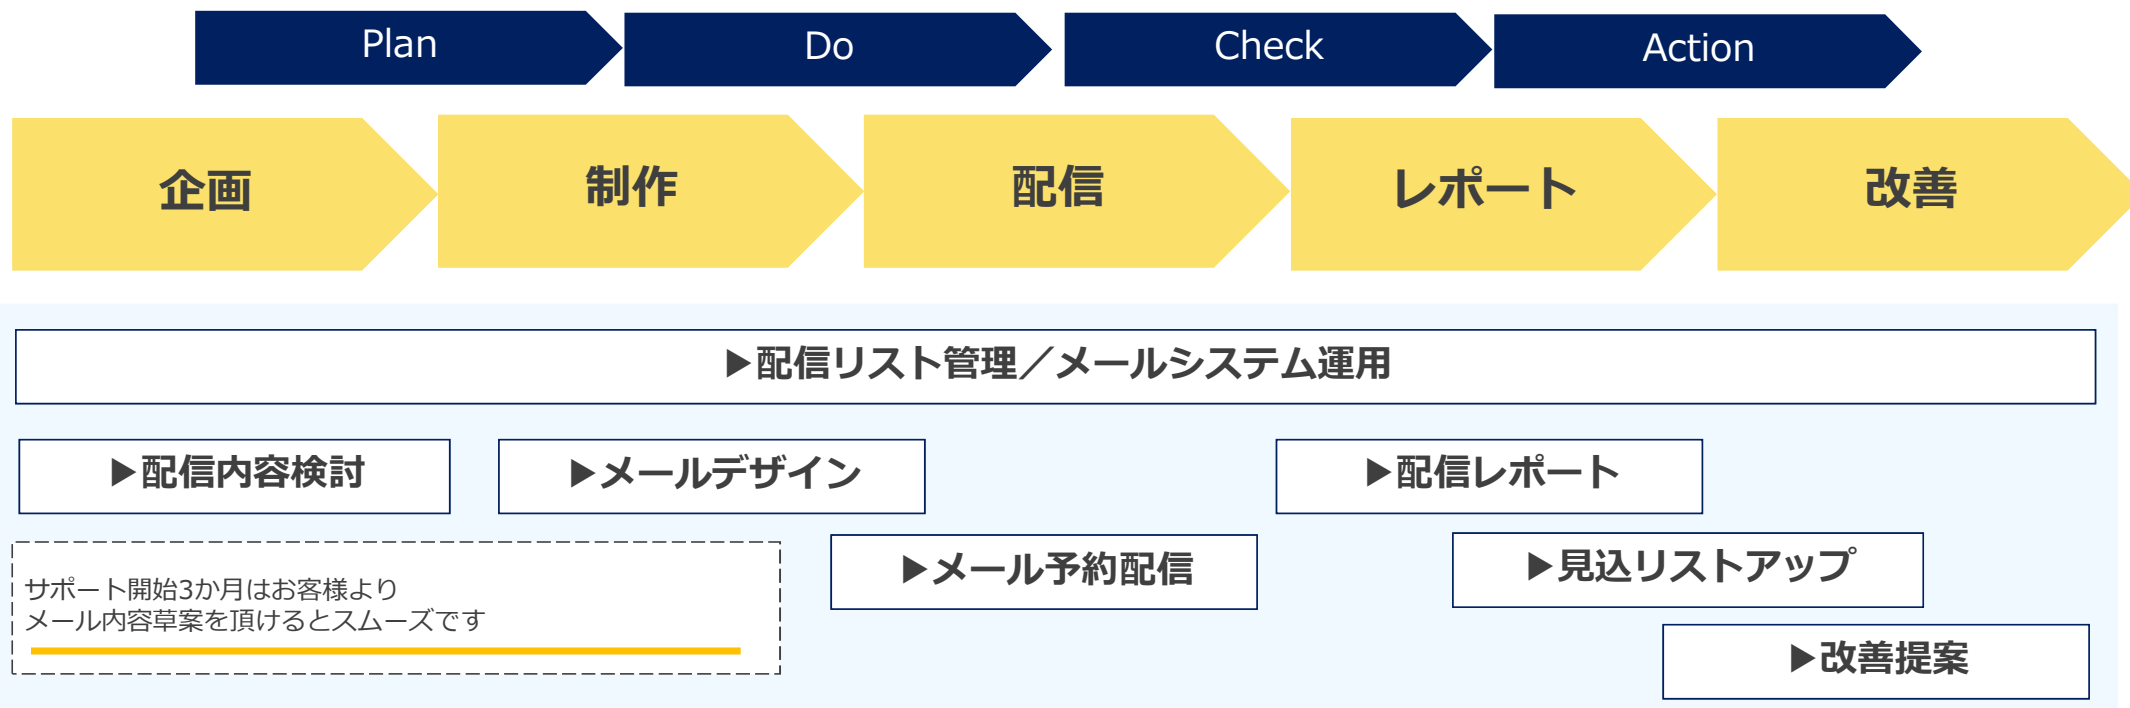 Plan
Do
Check
Action
企画
制作
配信
レポート
改善
▶配信リスト管理／メールシステム運用
▶配信内容検討
▶メールデザイン
▶配信レポート
▶メール予約配信
▶見込リストアップ
サポート開始3か月はお客様より
メール内容草案を頂けるとスムーズです
▶改善提案